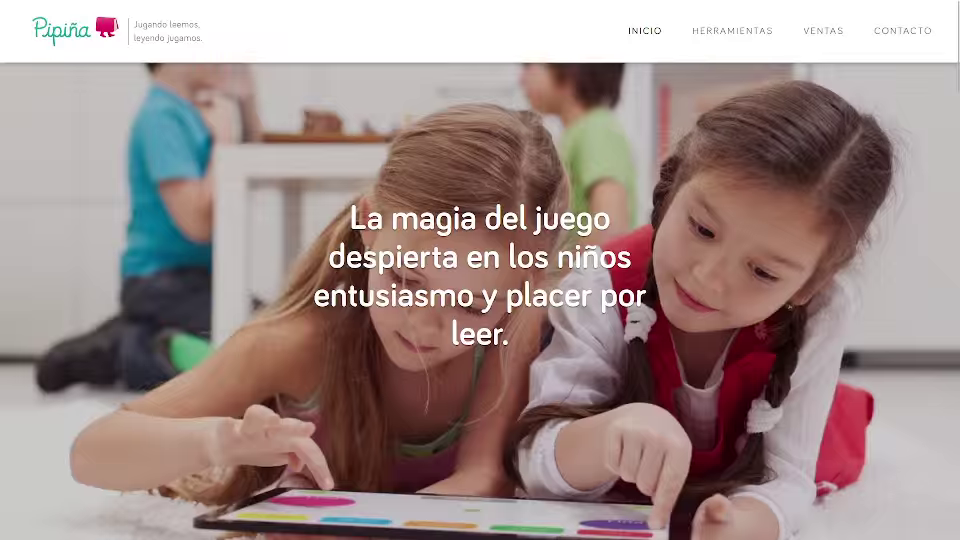 Pipiña
Jugando leemos,
leyendo jugamos.
INICIO
HERRAMIENTAS
VENTAS
CONTACTO
La magia del juego
despierta en los niños
entusiasmo y placer por
leer.